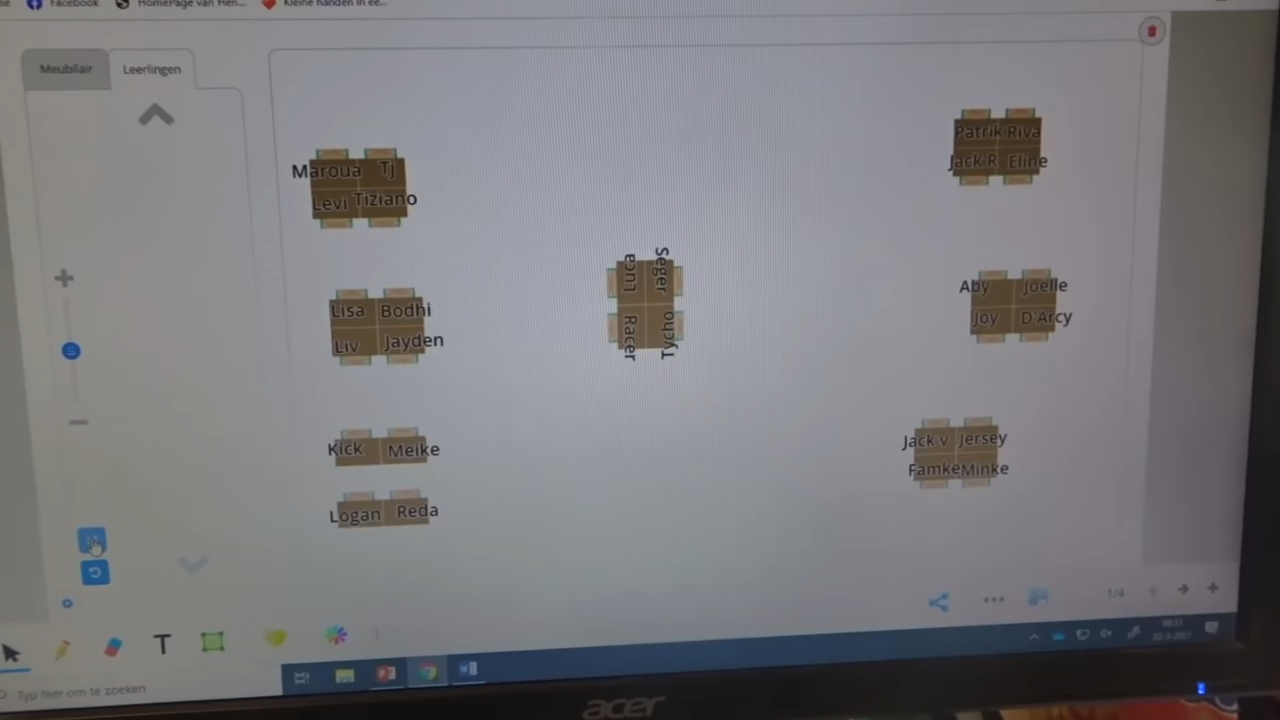 Facebook
HomePage van Hen...
Kleine handen in ee...
Meubilair
Leerlingen
Maroua Tj
Levi Tiziano
Lisa Bodhi
Liv Jayden
Kick Meike
Logan Reda
Luca Seger
Racer Tycho
Patrik Riva
Jack R Eline
Aby Joelle
Joy D'Arcy
Jack v Jersey
Famke Minke
1/4
T
Typ hier om te zoeken
acer